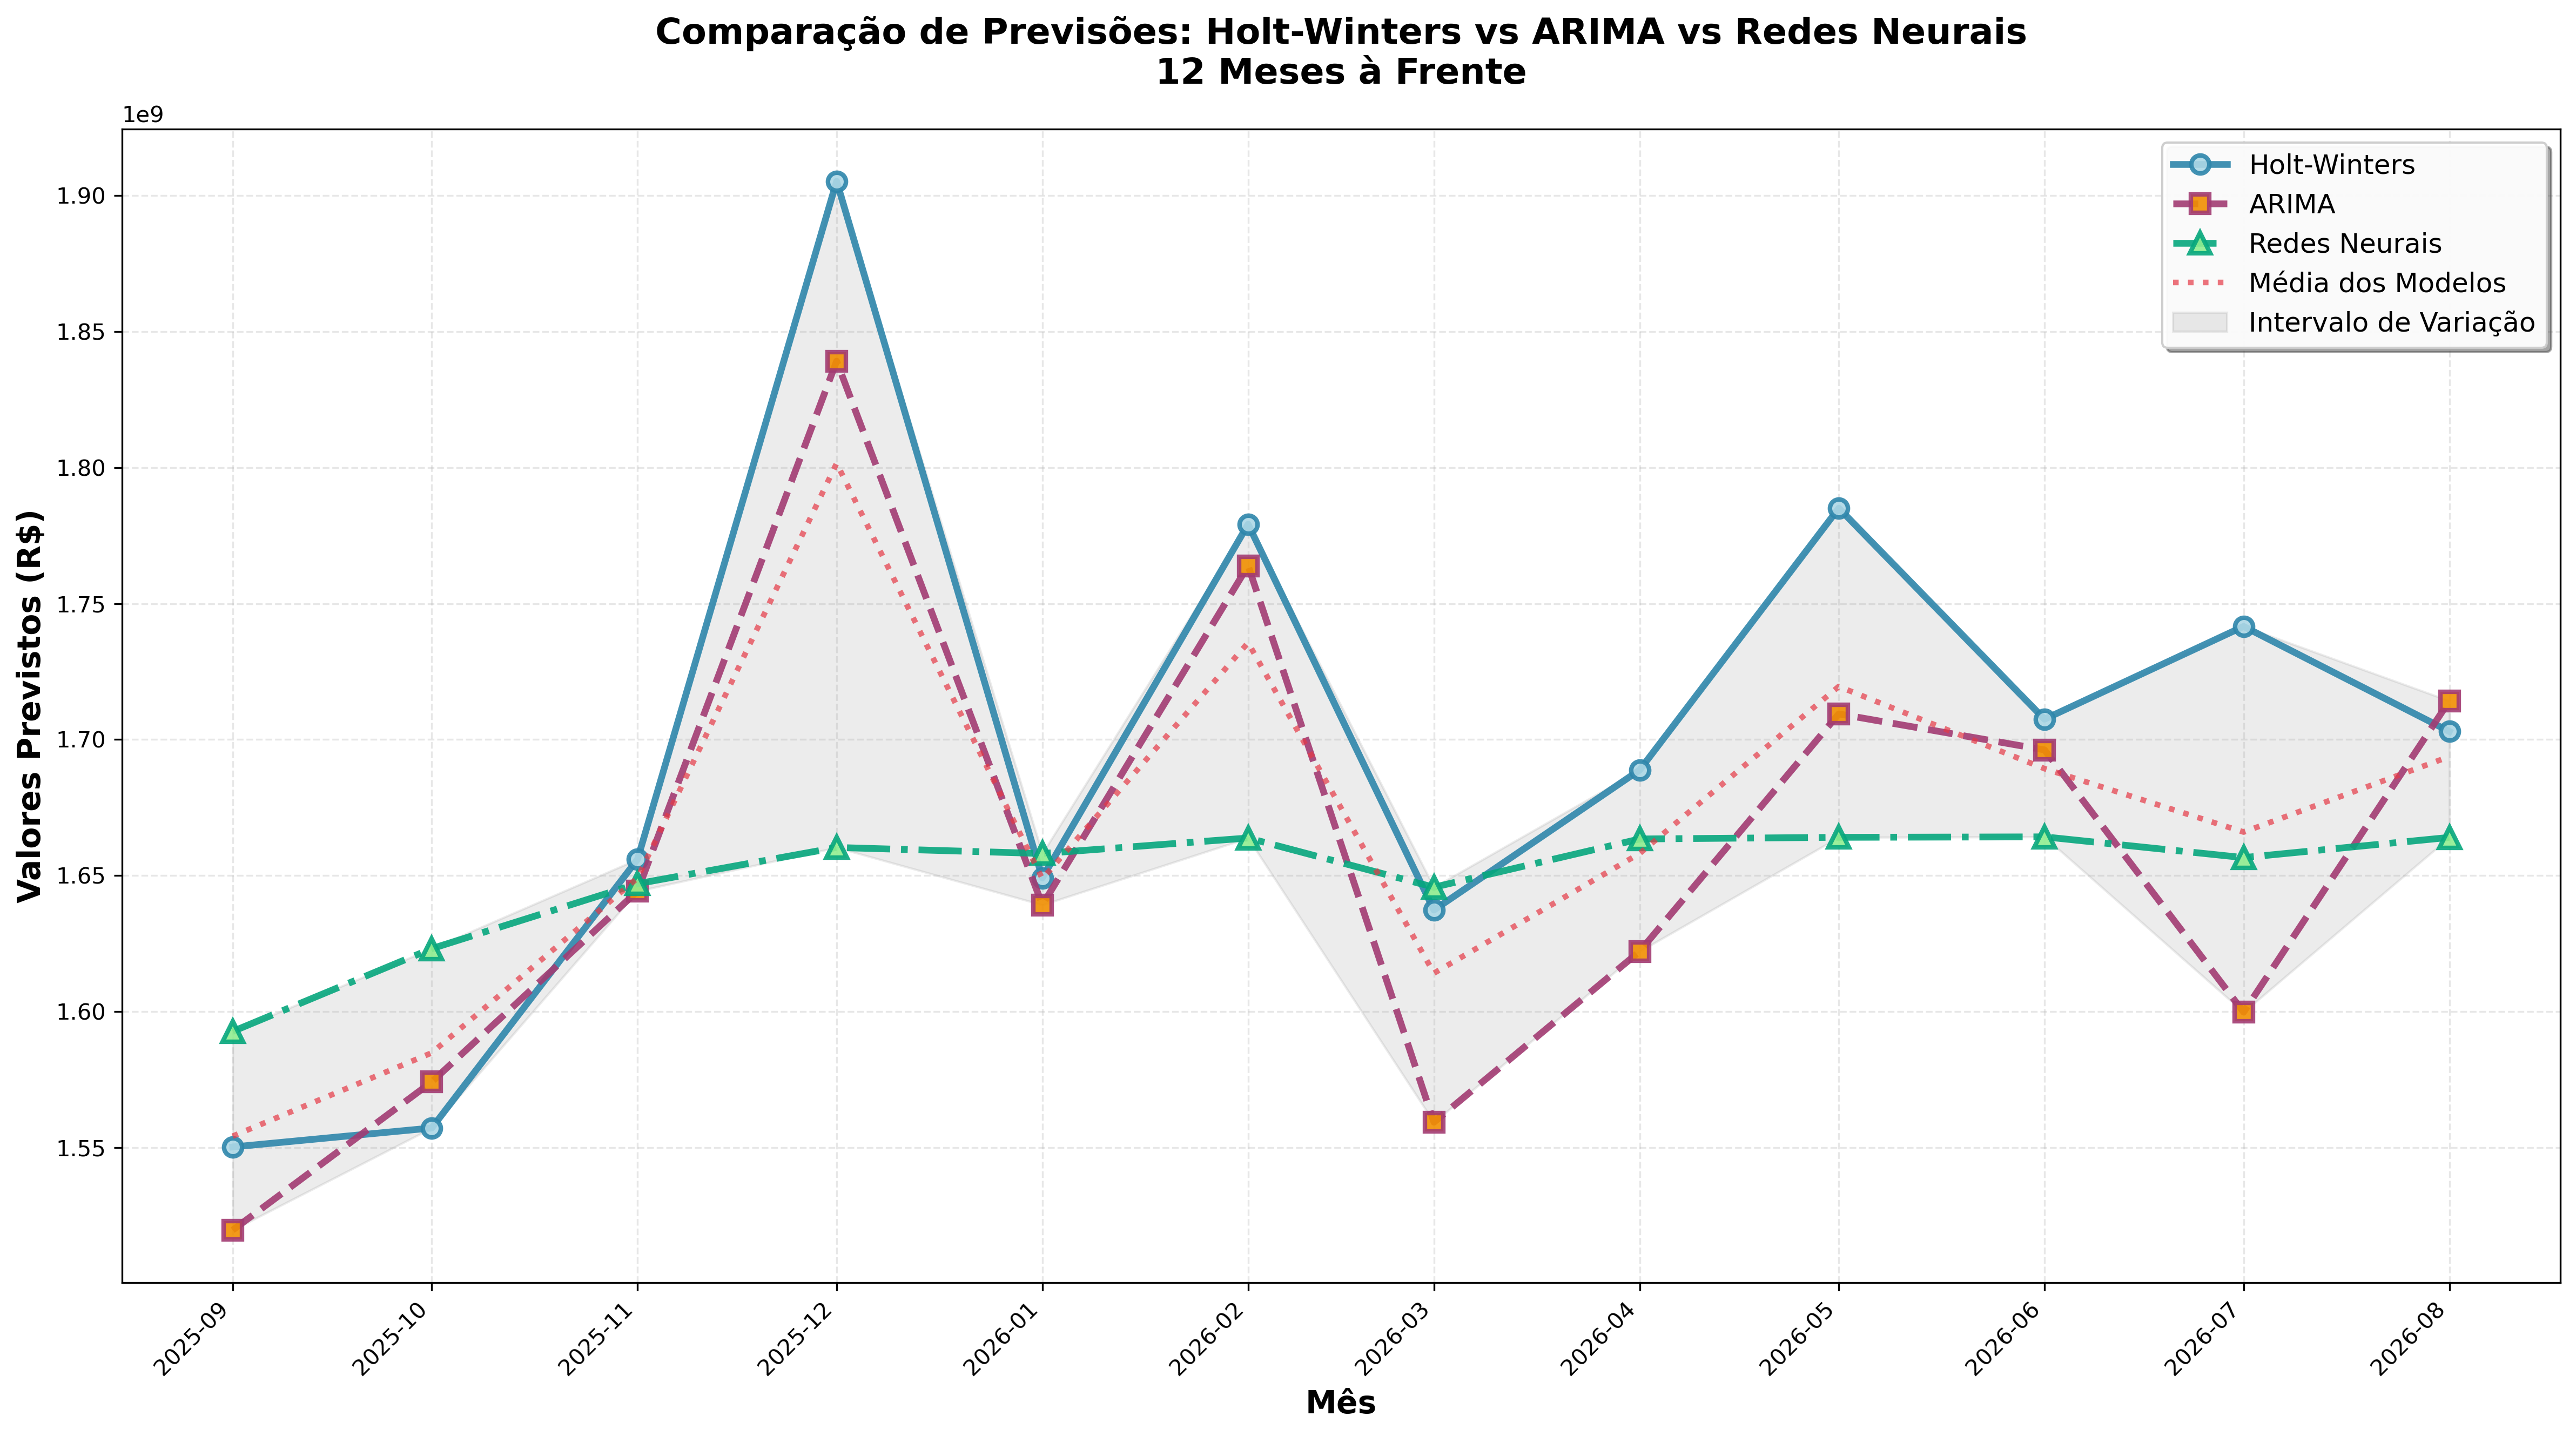 Comparação de Previsões: Holt-Winters vs ARIMA vs Redes Neurais
12 Meses à Frente
1e9
Holt-Winters
ARIMA
Redes Neurais
Média dos Modelos
Intervalo de Variação
1.90
1.85
1.80
1.75
1.70
1.65
1.60
1.55
Valores Previstos (R$)
2025-09
2025-10
2025-11
2025-12
2026-01
2026-02
2026-03
2026-04
2026-05
2026-06
2026-07
2026-08
Mês